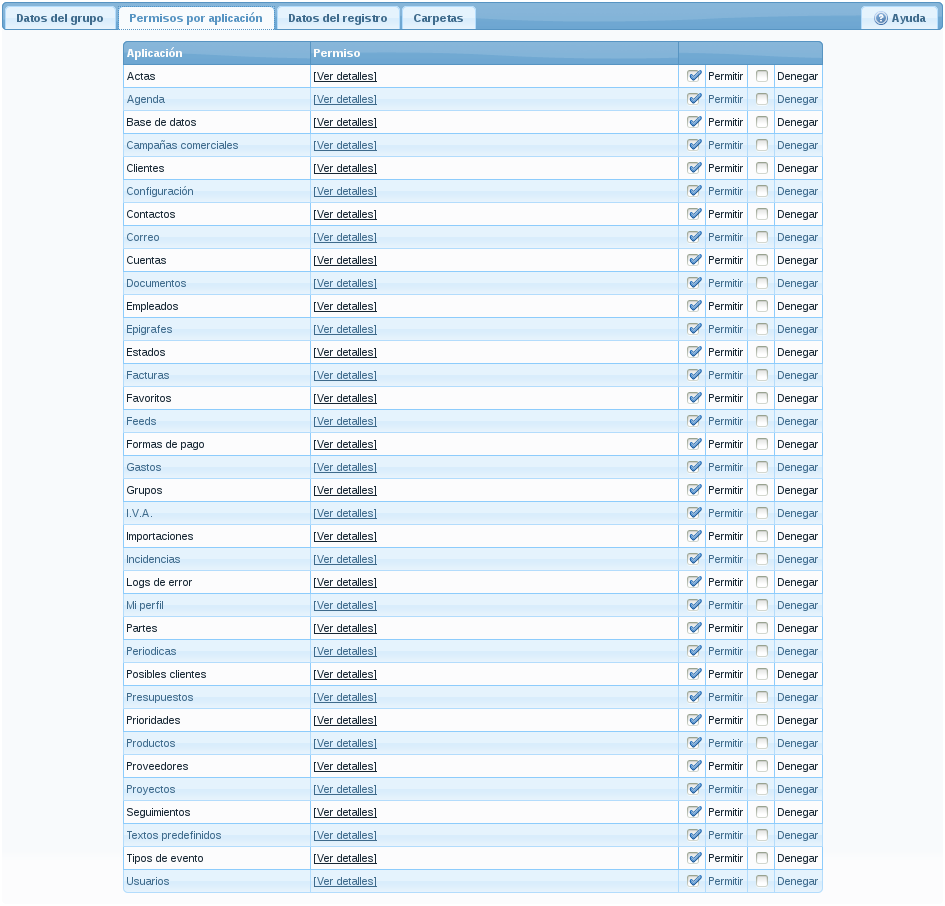 Datos del grupo Permisos por aplicación Datos del registro Carpetas Ayuda
Aplicación Permiso
Actas [Ver detalles] Permitir Denegar
Agenda [Ver detalles] Permitir Denegar
Base de datos [Ver detalles] Permitir Denegar
Campañas comerciales [Ver detalles] Permitir Denegar
Clientes [Ver detalles] Permitir Denegar
Configuración [Ver detalles] Permitir Denegar
Contactos [Ver detalles] Permitir Denegar
Correo [Ver detalles] Permitir Denegar
Cuentas [Ver detalles] Permitir Denegar
Documentos [Ver detalles] Permitir Denegar
Empleados [Ver detalles] Permitir Denegar
Epigrafes [Ver detalles] Permitir Denegar
Estados [Ver detalles] Permitir Denegar
Facturas [Ver detalles] Permitir Denegar
Favoritos [Ver detalles] Permitir Denegar
Feeds [Ver detalles] Permitir Denegar
Formas de pago [Ver detalles] Permitir Denegar
Gastos [Ver detalles] Permitir Denegar
Grupos [Ver detalles] Permitir Denegar
I.V.A. [Ver detalles] Permitir Denegar
Importaciones [Ver detalles] Permitir Denegar
Incidencias [Ver detalles] Permitir Denegar
Logs de error [Ver detalles] Permitir Denegar
Mi perfil [Ver detalles] Permitir Denegar
Partes [Ver detalles] Permitir Denegar
Periodicas [Ver detalles] Permitir Denegar
Posibles clientes [Ver detalles] Permitir Denegar
Presupuestos [Ver detalles] Permitir Denegar
Prioridades [Ver detalles] Permitir Denegar
Productos [Ver detalles] Permitir Denegar
Proveedores [Ver detalles] Permitir Denegar
Proyectos [Ver detalles] Permitir Denegar
Seguimientos [Ver detalles] Permitir Denegar
Textos predefinidos [Ver detalles] Permitir Denegar
Tipos de evento [Ver detalles] Permitir Denegar
Usuarios [Ver detalles] Permitir Denegar